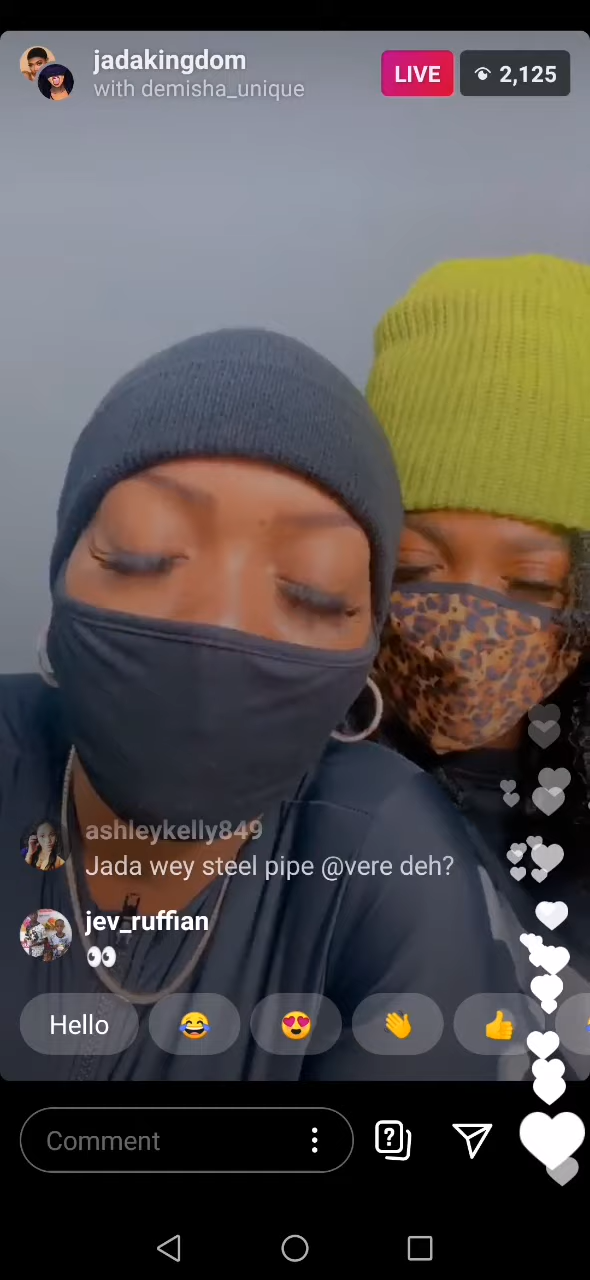 jadakingdom
with demisha_unique
LIVE
2,125
ashleykelly849
Jada wey steel pipe @vere deh?
jev_ruffian
👀
Hello 😂 😍 👋 👍
Comment